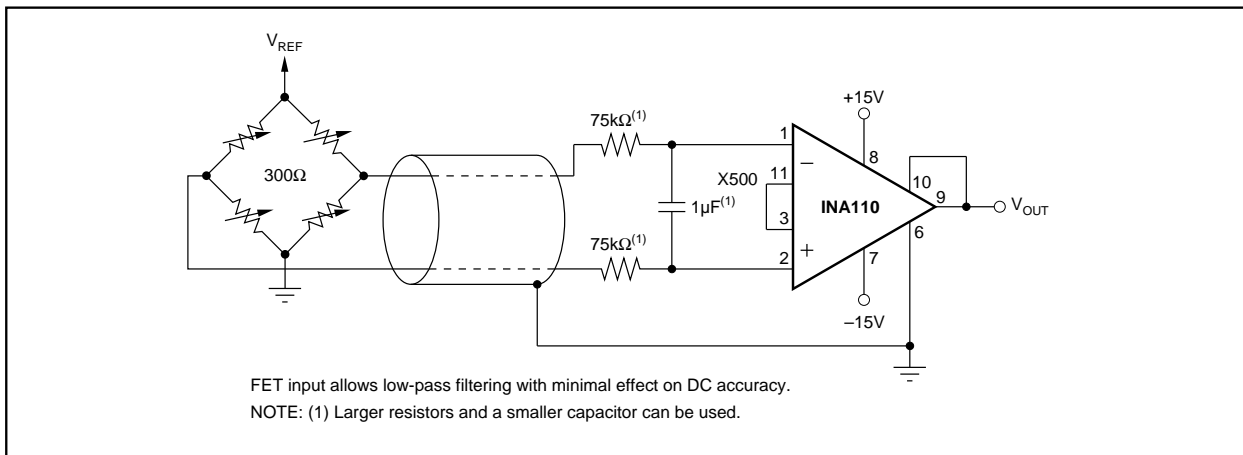 V_REF
300Ω
75kΩ(1)
75kΩ(1)
1µF(1)
X500
1
11
3
2
–
+
INA110
+15V
8
10
9
6
7
–15V
V_OUT
FET input allows low-pass filtering with minimal effect on DC accuracy.
NOTE: (1) Larger resistors and a smaller capacitor can be used.